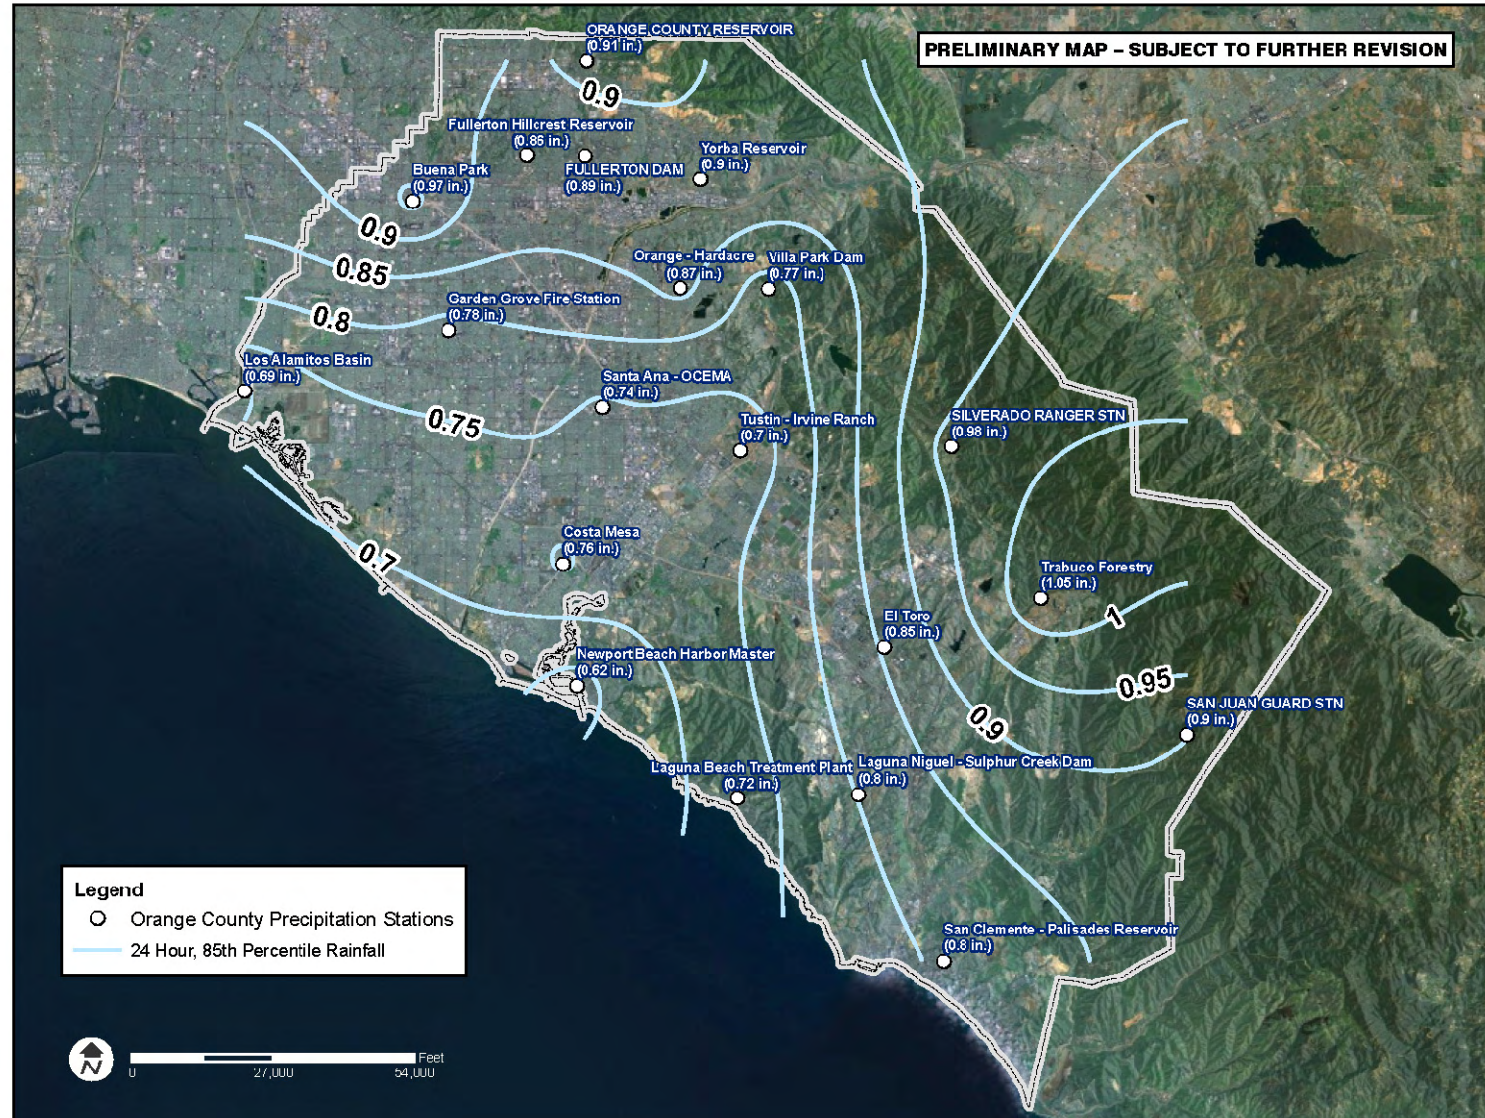 ORANGE COUNTY RESERVOIR
(0.91 in.)
PRELIMINARY MAP – SUBJECT TO FURTHER REVISION
0.9
Fullerton Hillcrest Reservoir
(0.86 in.)
FULLERTON DAM
(0.89 in.)
Yorba Reservoir
(0.9 in.)
Buena Park
(0.97 in.)
0.9
0.85
Orange - Hardacre
(0.87 in.)
Villa Park Dam
(0.77 in.)
0.8
Garden Grove Fire Station
(0.78 in.)
Los Alamitos Basin
(0.69 in.)
Santa Ana - OCEMA
(0.74 in.)
0.75
Tustin - Irvine Ranch
(0.7 in.)
SILVERADO RANGER STN
(0.98 in.)
Costa Mesa
(0.76 in.)
0.7
Trabuco Forestry
(1.05 in.)
1
El Toro
(0.85 in.)
Newport Beach Harbor Master
(0.62 in.)
0.95
0.9
SAN JUAN GUARD STN
(0.9 in.)
Laguna Beach Treatment Plant
(0.72 in.)
Laguna Niguel - Sulphur Creek Dam
(0.8 in.)
San Clemente - Palisades Reservoir
(0.8 in.)
Legend
Orange County Precipitation Stations
24 Hour, 85th Percentile Rainfall
N
Feet
0 27,000 54,000